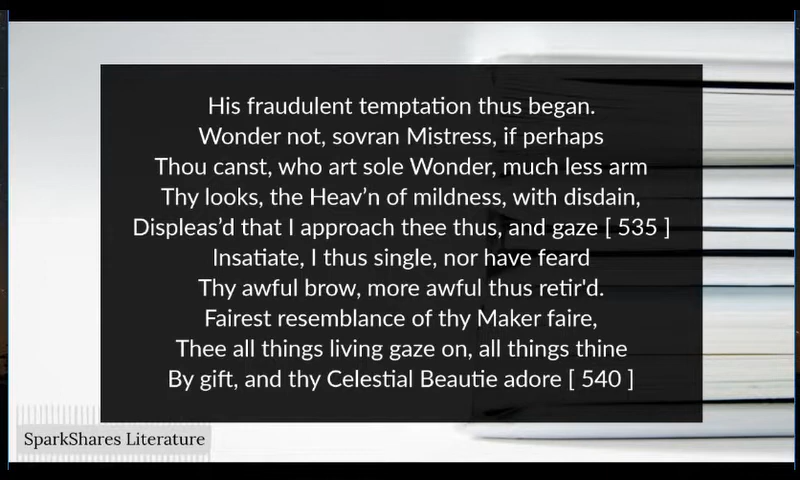 His fraudulent temptation thus began.
Wonder not, sovran Mistress, if perhaps
Thou canst, who art sole Wonder, much less arm
Thy looks, the Heav’n of mildness, with disdain,
Displeas’d that I approach thee thus, and gaze [ 535 ]
Insatiate, I thus single, nor have feard
Thy awful brow, more awful thus retir'd.
Fairest resemblance of thy Maker faire,
Thee all things living gaze on, all things thine
By gift, and thy Celestial Beautie adore [ 540 ]
SparkShares Literature